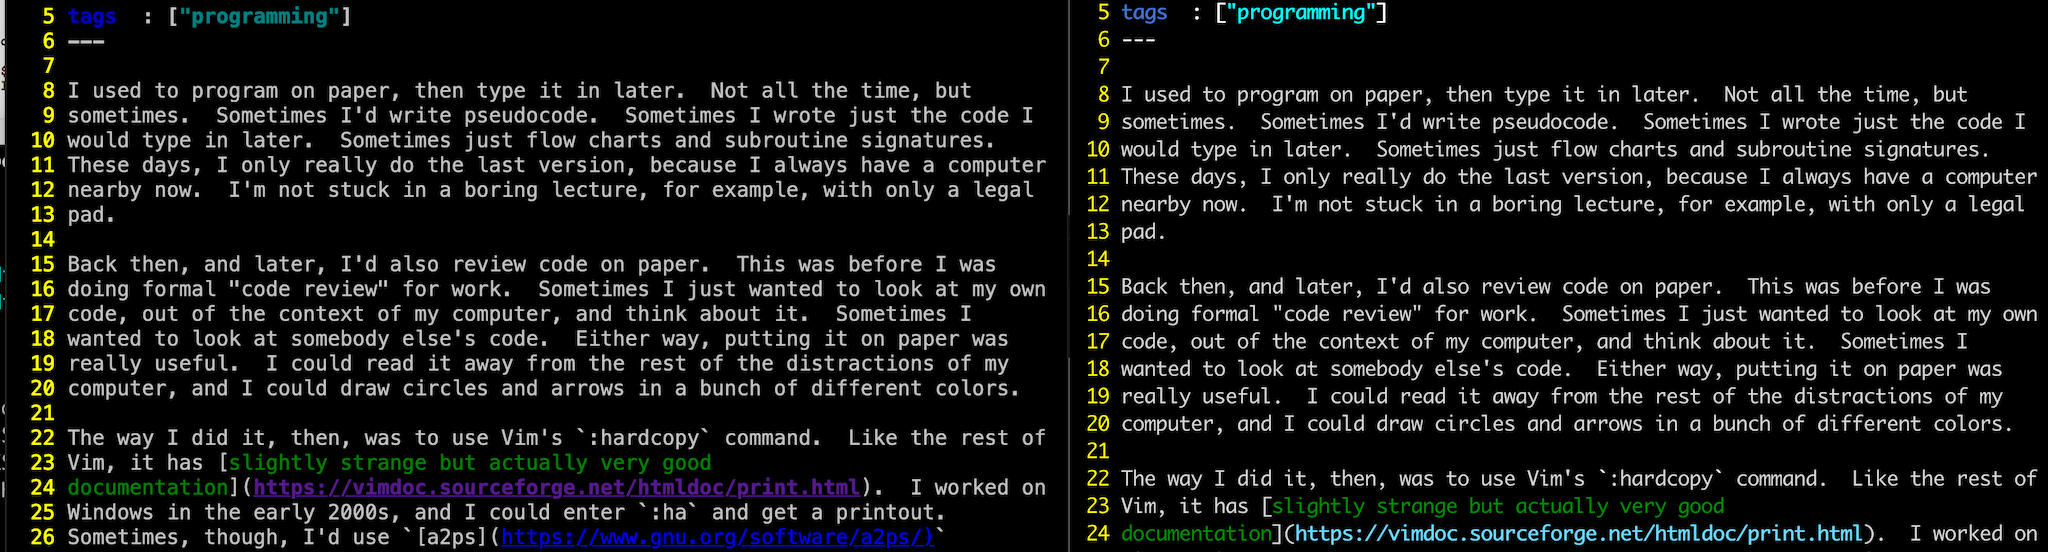 5 tags  : ["programming"]
6 ---
7
8 I used to program on paper, then type it in later.  Not all the time, but
9 sometimes.  Sometimes I'd write pseudocode.  Sometimes I wrote just the code I
10 would type in later.  Sometimes just flow charts and subroutine signatures.
11 These days, I only really do the last version, because I always have a computer
12 nearby now.  I'm not stuck in a boring lecture, for example, with only a legal
13 pad.
14
15 Back then, and later, I'd also review code on paper.  This was before I was
16 doing formal "code review" for work.  Sometimes I just wanted to look at my own
17 code, out of the context of my computer, and think about it.  Sometimes I
18 wanted to look at somebody else's code.  Either way, putting it on paper was
19 really useful.  I could read it away from the rest of the distractions of my
20 computer, and I could draw circles and arrows in a bunch of different colors.
21
22 The way I did it, then, was to use Vim's `:hardcopy` command.  Like the rest of
23 Vim, it has [slightly strange but actually very good
24 documentation](https://vimdoc.sourceforge.net/htmldoc/print.html).  I worked on
25 Windows in the early 2000s, and I could enter `:ha` and get a printout.
26 Sometimes, though, I'd use `[a2ps](https://www.gnu.org/software/a2ps/)`
5 tags  : ["programming"]
6 ---
7
8 I used to program on paper, then type it in later.  Not all the time, but
9 sometimes.  Sometimes I'd write pseudocode.  Sometimes I wrote just the code I
10 would type in later.  Sometimes just flow charts and subroutine signatures.
11 These days, I only really do the last version, because I always have a computer
12 nearby now.  I'm not stuck in a boring lecture, for example, with only a legal
13 pad.
14
15 Back then, and later, I'd also review code on paper.  This was before I was
16 doing formal "code review" for work.  Sometimes I just wanted to look at my own
17 code, out of the context of my computer, and think about it.  Sometimes I
18 wanted to look at somebody else's code.  Either way, putting it on paper was
19 really useful.  I could read it away from the rest of the distractions of my
20 computer, and I could draw circles and arrows in a bunch of different colors.
21
22 The way I did it, then, was to use Vim's `:hardcopy` command.  Like the rest of
23 Vim, it has [slightly strange but actually very good
24 documentation](https://vimdoc.sourceforge.net/htmldoc/print.html).  I worked on